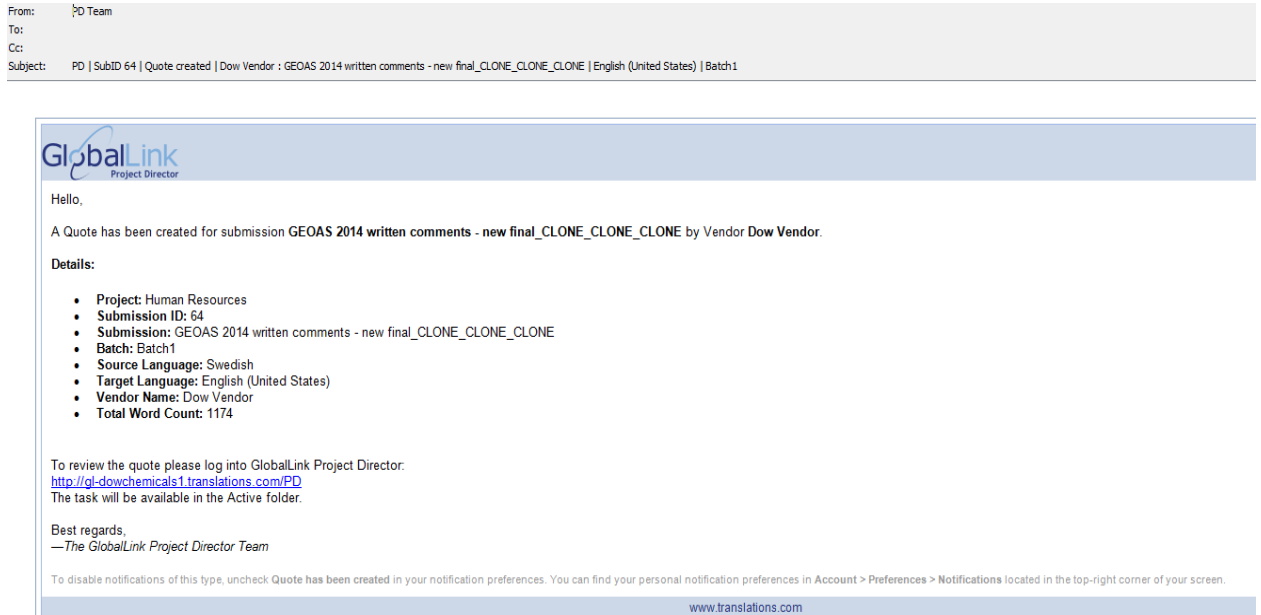 From: PD Team
To:
Cc:
Subject: PD | SubID 64 | Quote created | Dow Vendor : GEOAS 2014 written comments - new final_CLONE_CLONE_CLONE | English (United States) | Batch1
GlobalLink
Project Director
Hello,
A Quote has been created for submission GEOAS 2014 written comments - new final_CLONE_CLONE_CLONE by Vendor Dow Vendor.
Details:
• Project: Human Resources
• Submission ID: 64
• Submission: GEOAS 2014 written comments - new final_CLONE_CLONE_CLONE
• Batch: Batch1
• Source Language: Swedish
• Target Language: English (United States)
• Vendor Name: Dow Vendor
• Total Word Count: 1174
To review the quote please log into GlobalLink Project Director:
http://gl-dowchemicals1.translations.com/PD
The task will be available in the Active folder.
Best regards,
—The GlobalLink Project Director Team
To disable notifications of this type, uncheck Quote has been created in your notification preferences. You can find your personal notification preferences in Account > Preferences > Notifications located in the top-right corner of your screen.
www.translations.com